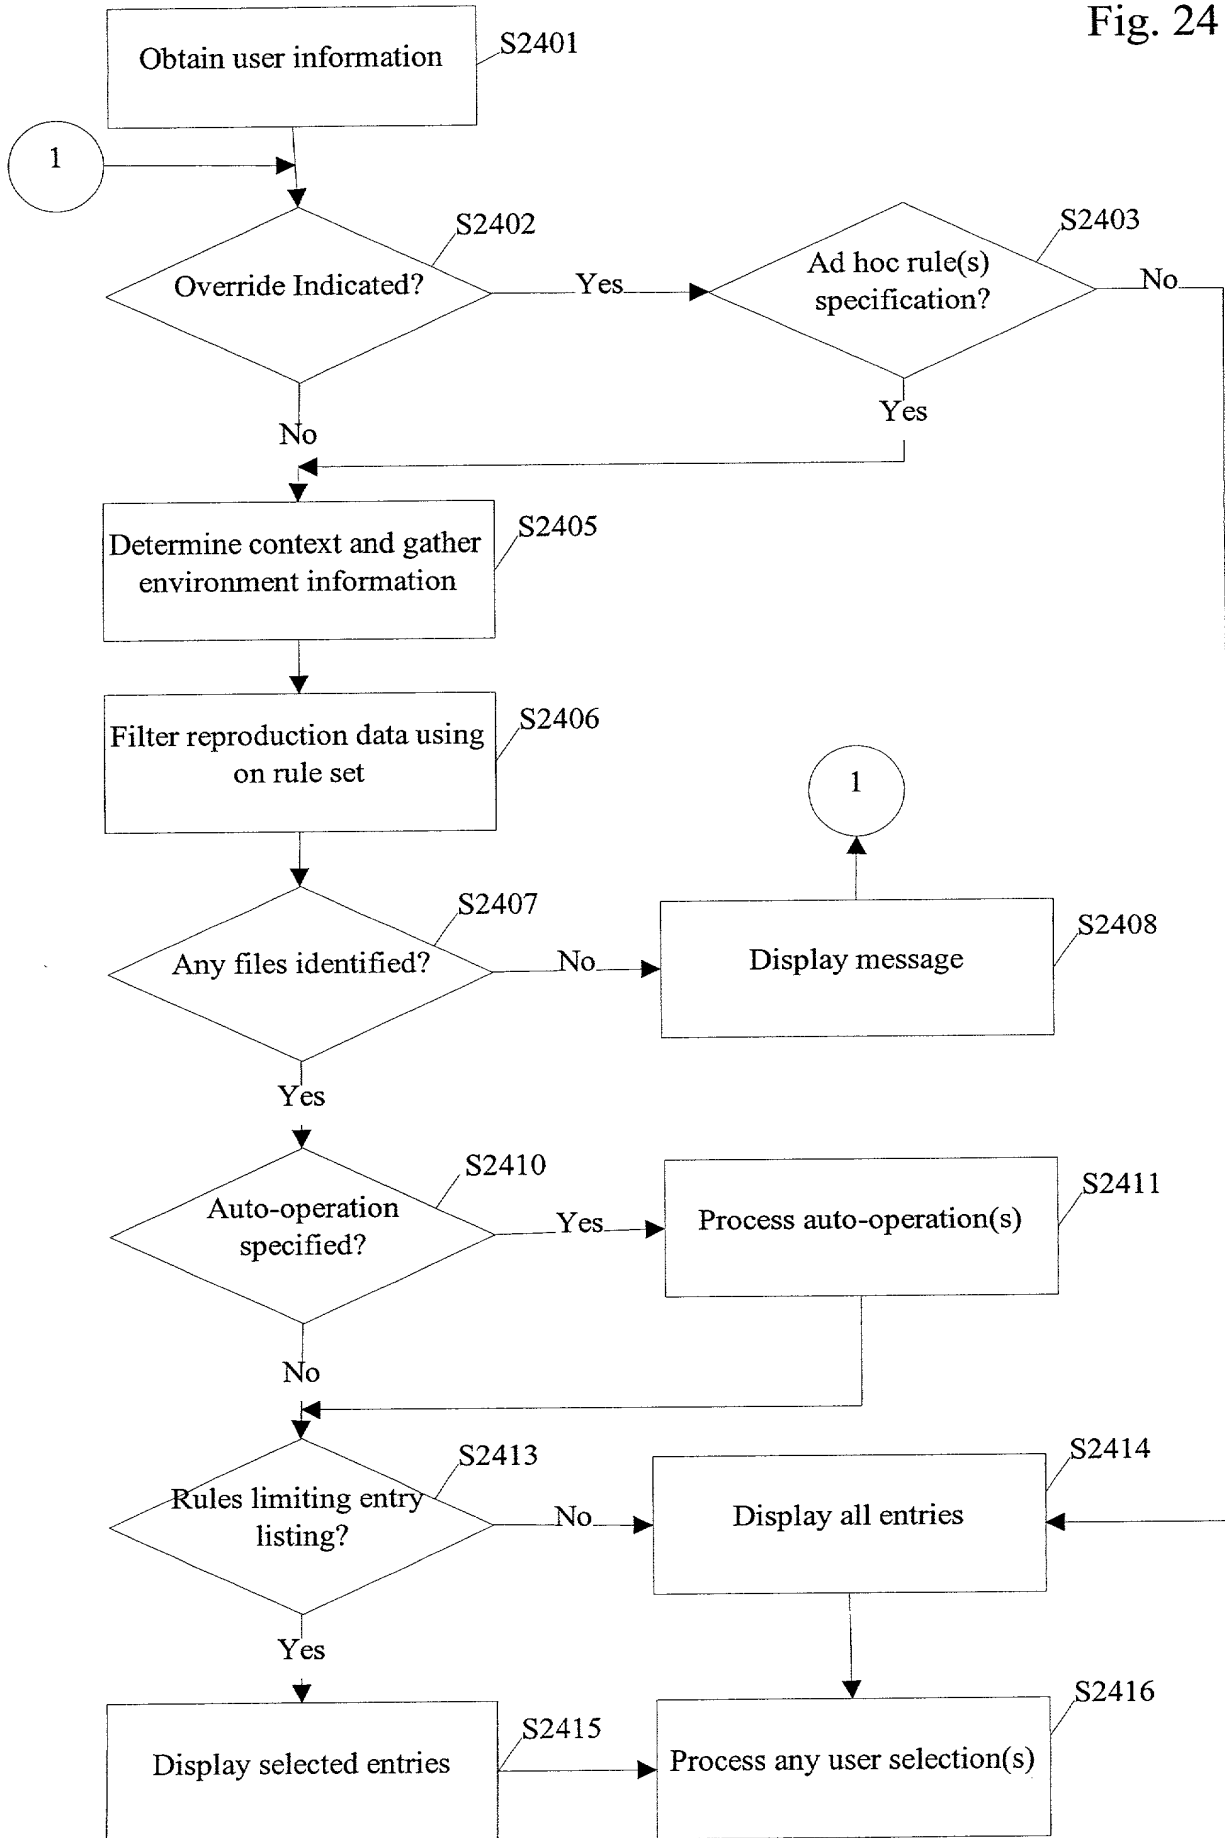 Fig. 24
Obtain user information
S2401
1
S2402
Override Indicated?
Yes
S2403
Ad hoc rule(s)
specification?
No
Yes
No
S2405
Determine context and gather
environment information
S2406
Filter reproduction data using
on rule set
1
S2407
Any files identified?
No
S2408
Display message
Yes
S2410
Auto-operation
specified?
Yes
S2411
Process auto-operation(s)
No
S2413
Rules limiting entry
listing?
No
S2414
Display all entries
Yes
S2415
Display selected entries
S2416
Process any user selection(s)